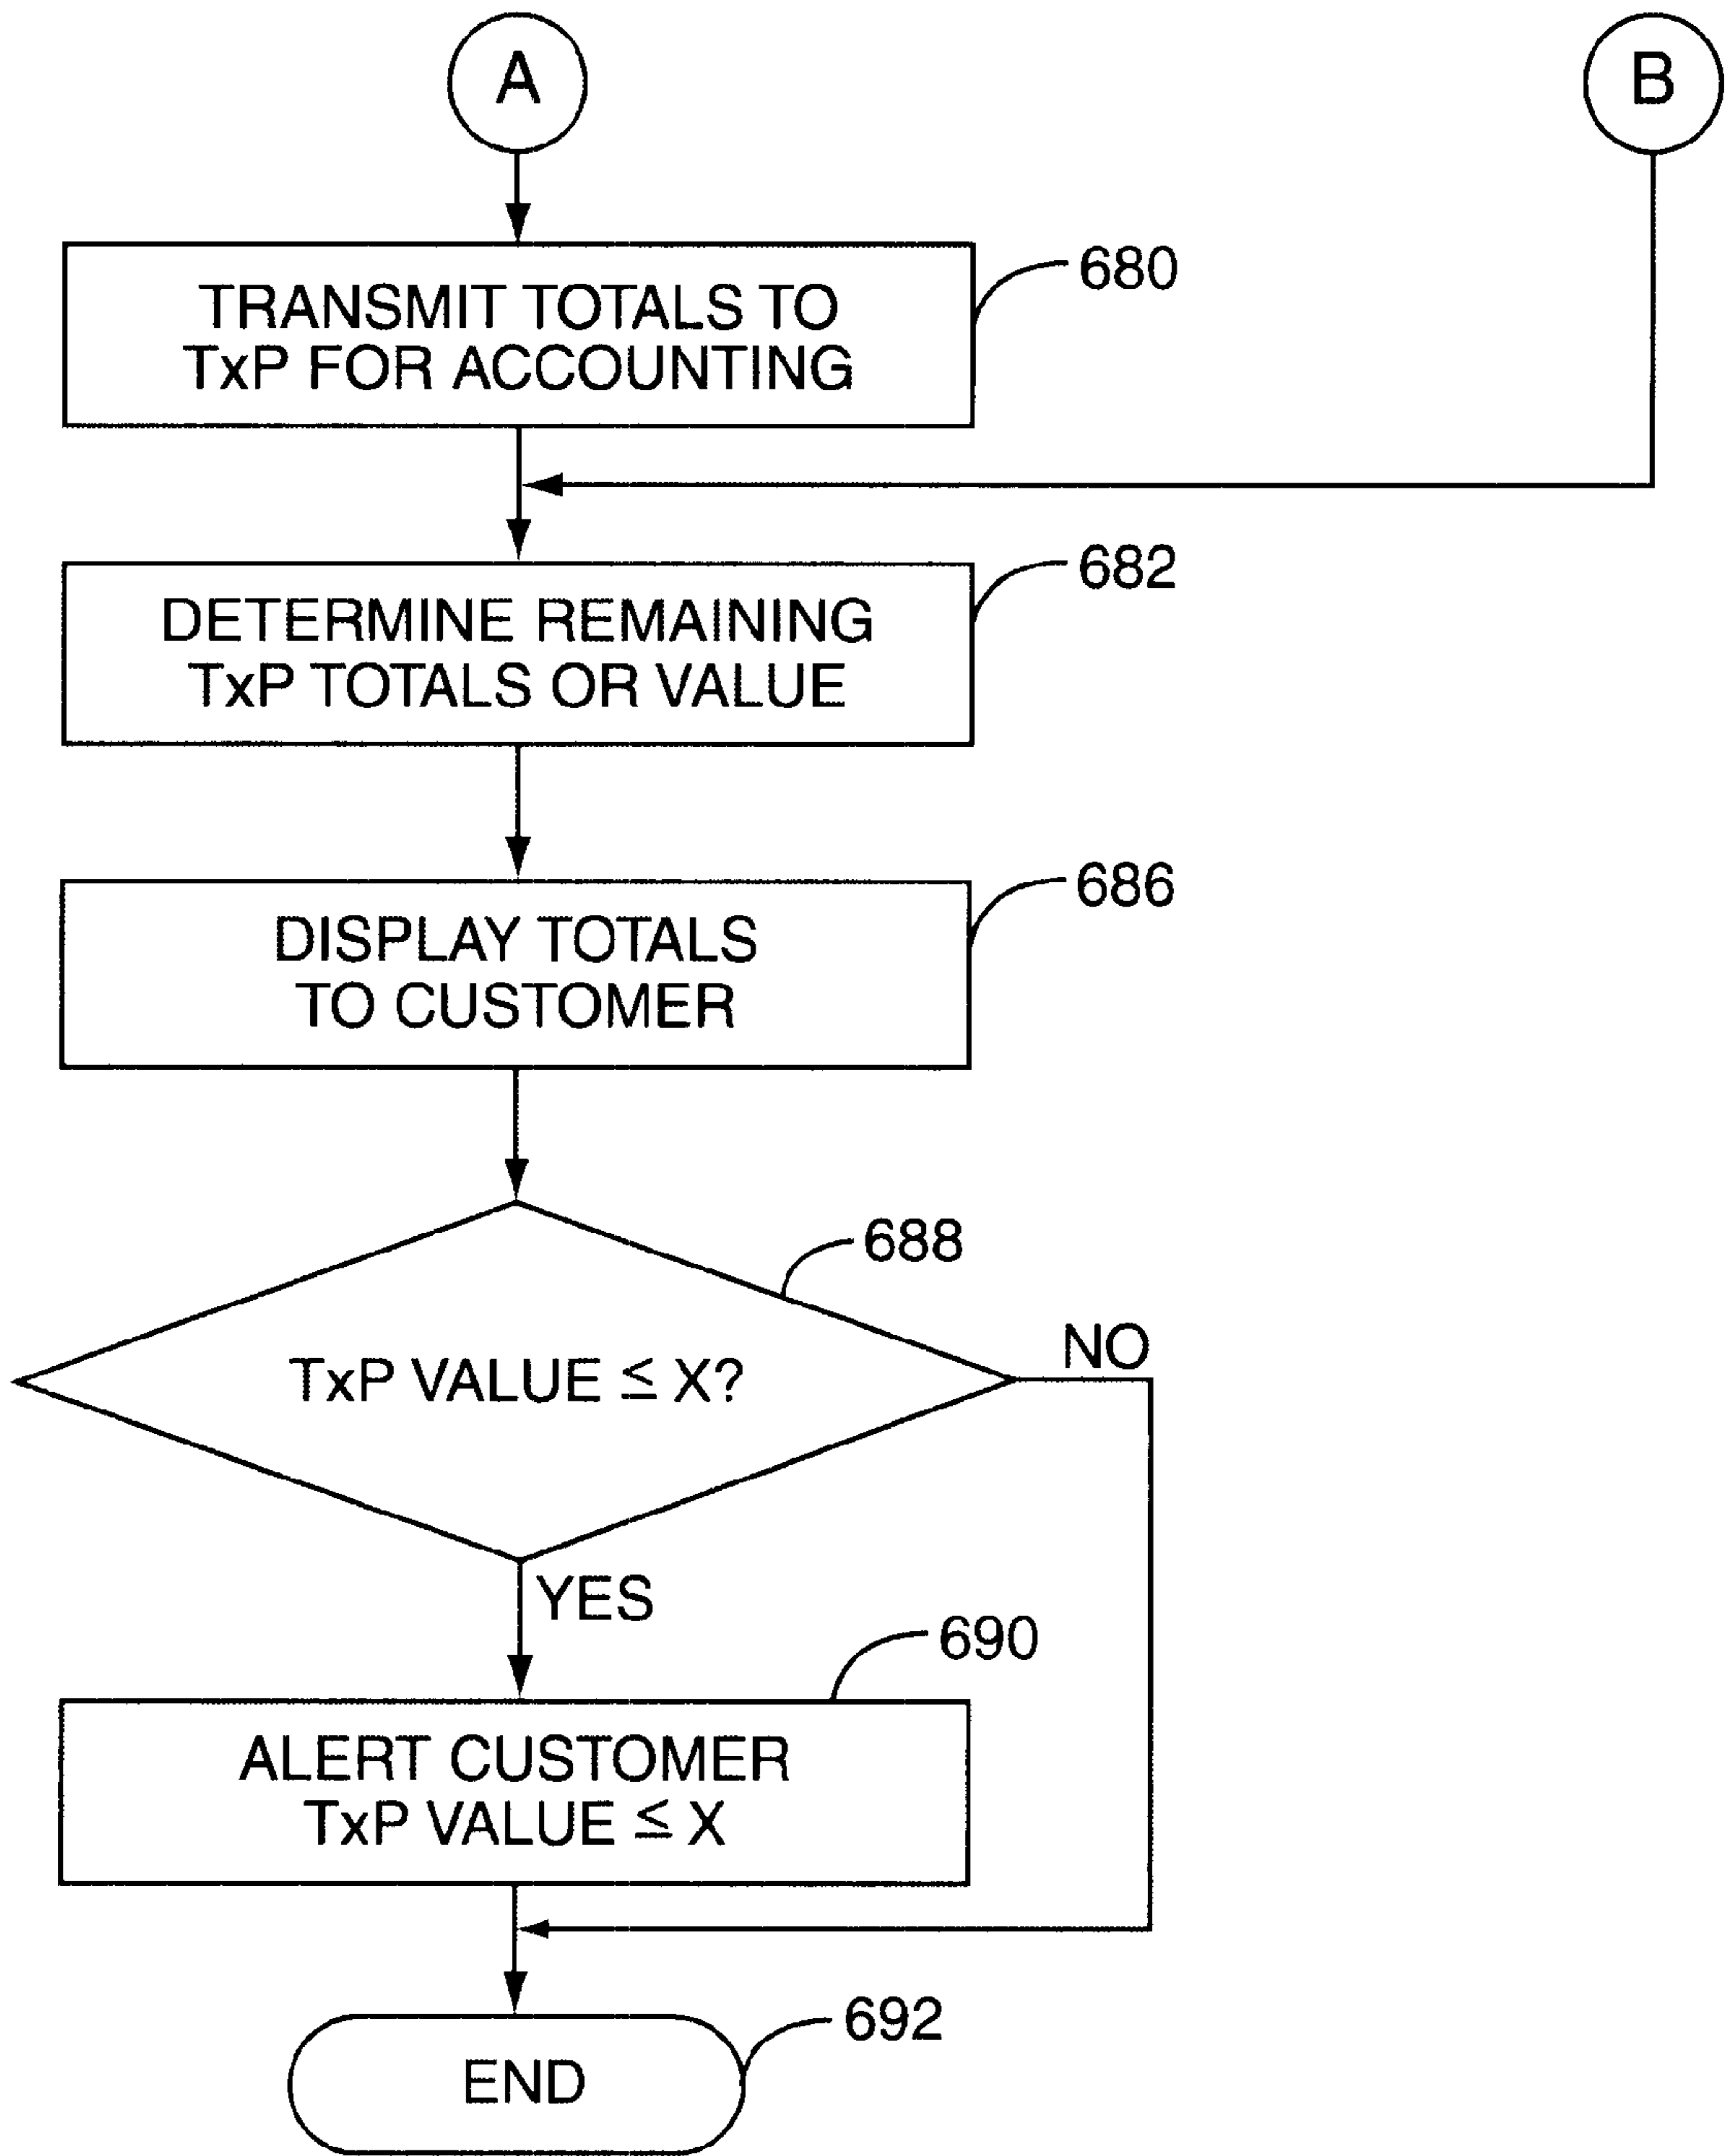 A
B
680
TRANSMIT TOTALS TO
TxP FOR ACCOUNTING
682
DETERMINE REMAINING
TxP TOTALS OR VALUE
686
DISPLAY TOTALS
TO CUSTOMER
688
NO
TxP VALUE ≤ X?
YES
690
ALERT CUSTOMER
TxP VALUE ≤ X
692
END